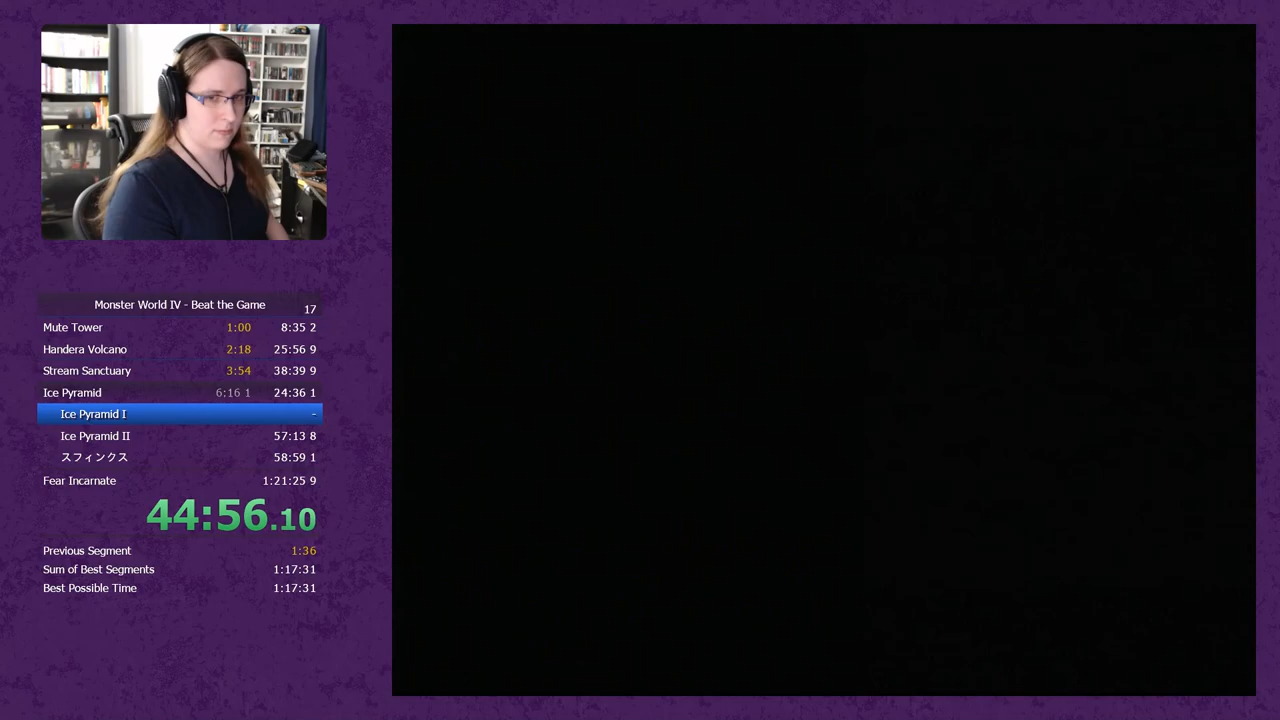 Monster World IV - Beat the Game
17
Mute Tower 1:00 8:35 2
Handera Volcano 2:18 25:56 9
Stream Sanctuary 3:54 38:39 9
Ice Pyramid 6:16 1 24:36 1
Ice Pyramid I -
Ice Pyramid II 57:13 8
スフィンクス 58:59 1
Fear Incarnate 1:21:25 9
44:56.10
Previous Segment 1:36
Sum of Best Segments 1:17:31
Best Possible Time 1:17:31